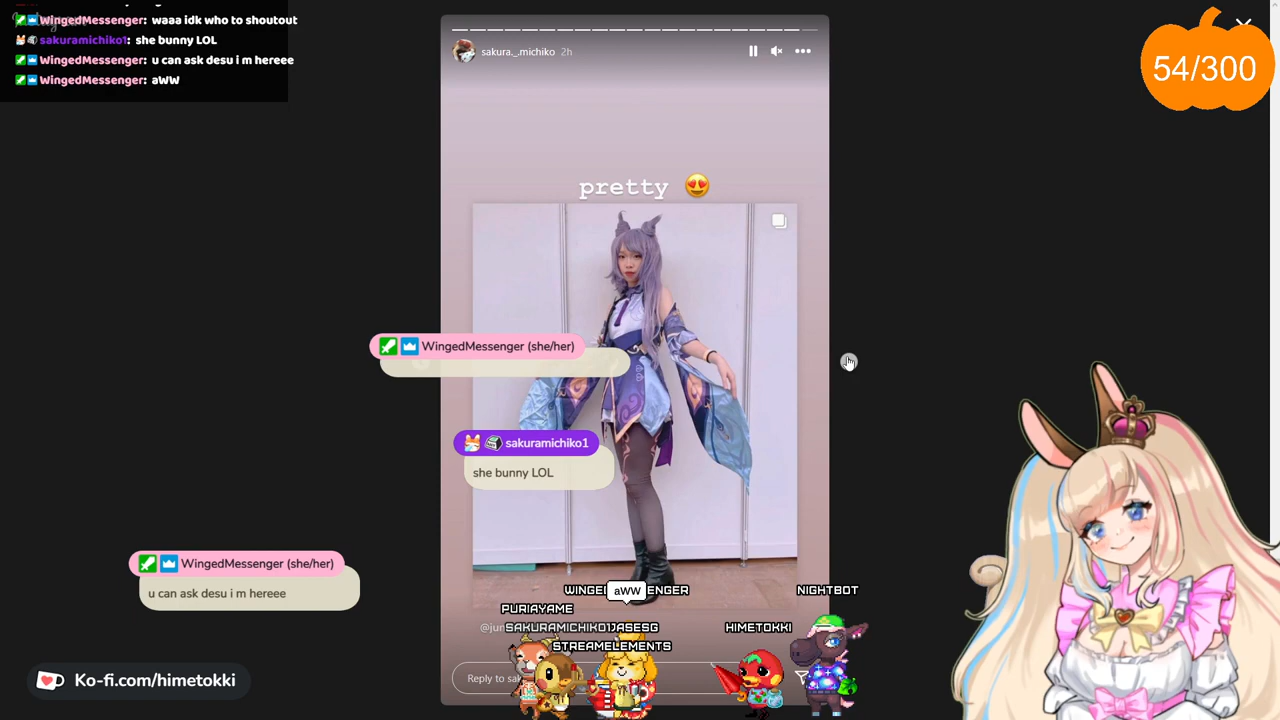 WingedMessenger: waaa idk who to shoutout
sakuramichiko1: she bunny LOL
WingedMessenger: u can ask desu i m hereee
WingedMessenger: aWW
sakura._.michiko 2h
54/300
pretty 😍
WingedMessenger (she/her)
sakuramichiko1
she bunny LOL
WingedMessenger (she/her)
u can ask desu i m hereee
aWW
NIGHTBOT
PURIAYAME
HIMETOKKI
STREAMELEMENTS
Reply to
Ko-fi.com/himetokki